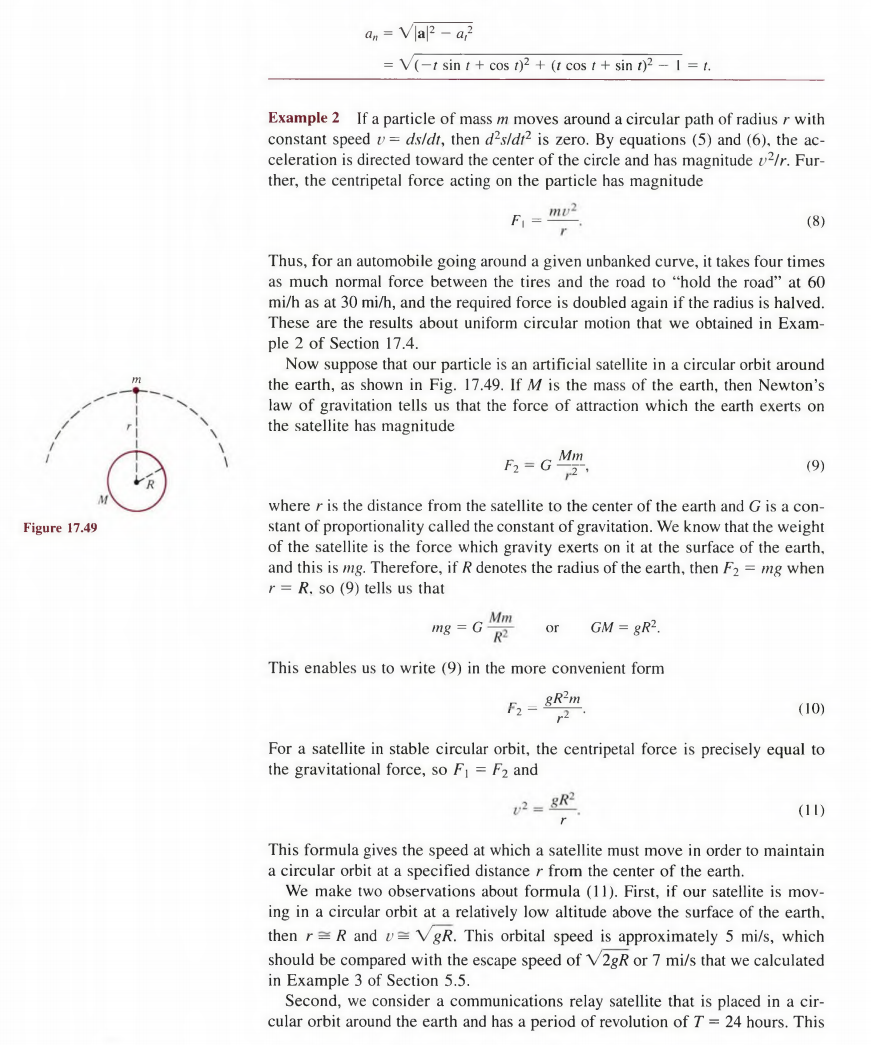 aₙ = √|a|² − aₜ²
= √(−t sin t + cos t)² + (t cos t + sin t)² − 1 = t.
Example 2 If a particle of mass m moves around a circular path of radius r with
constant speed v = ds/dt, then d²s/dt² is zero. By equations (5) and (6), the ac-
celeration is directed toward the center of the circle and has magnitude v²/r. Fur-
ther, the centripetal force acting on the particle has magnitude
F₁ = mv²/r. (8)
Thus, for an automobile going around a given unbanked curve, it takes four times
as much normal force between the tires and the road to “hold the road” at 60
mi/h as at 30 mi/h, and the required force is doubled again if the radius is halved.
These are the results about uniform circular motion that we obtained in Exam-
ple 2 of Section 17.4.
Now suppose that our particle is an artificial satellite in a circular orbit around
the earth, as shown in Fig. 17.49. If M is the mass of the earth, then Newton’s
law of gravitation tells us that the force of attraction which the earth exerts on
the satellite has magnitude
F₂ = G Mm/r², (9)
where r is the distance from the satellite to the center of the earth and G is a con-
stant of proportionality called the constant of gravitation. We know that the weight
of the satellite is the force which gravity exerts on it at the surface of the earth,
and this is mg. Therefore, if R denotes the radius of the earth, then F₂ = mg when
r = R, so (9) tells us that
mg = G Mm/R² or GM = gR².
This enables us to write (9) in the more convenient form
F₂ = gR²m/r². (10)
For a satellite in stable circular orbit, the centripetal force is precisely equal to
the gravitational force, so F₁ = F₂ and
v² = gR²/r. (11)
This formula gives the speed at which a satellite must move in order to maintain
a circular orbit at a specified distance r from the center of the earth.
We make two observations about formula (11). First, if our satellite is mov-
ing in a circular orbit at a relatively low altitude above the surface of the earth,
then r ≅ R and v ≅ √gR. This orbital speed is approximately 5 mi/s, which
should be compared with the escape speed of √2gR or 7 mi/s that we calculated
in Example 3 of Section 5.5.
Second, we consider a communications relay satellite that is placed in a cir-
cular orbit around the earth and has a period of revolution of T = 24 hours. This
m
r
R
M
Figure 17.49